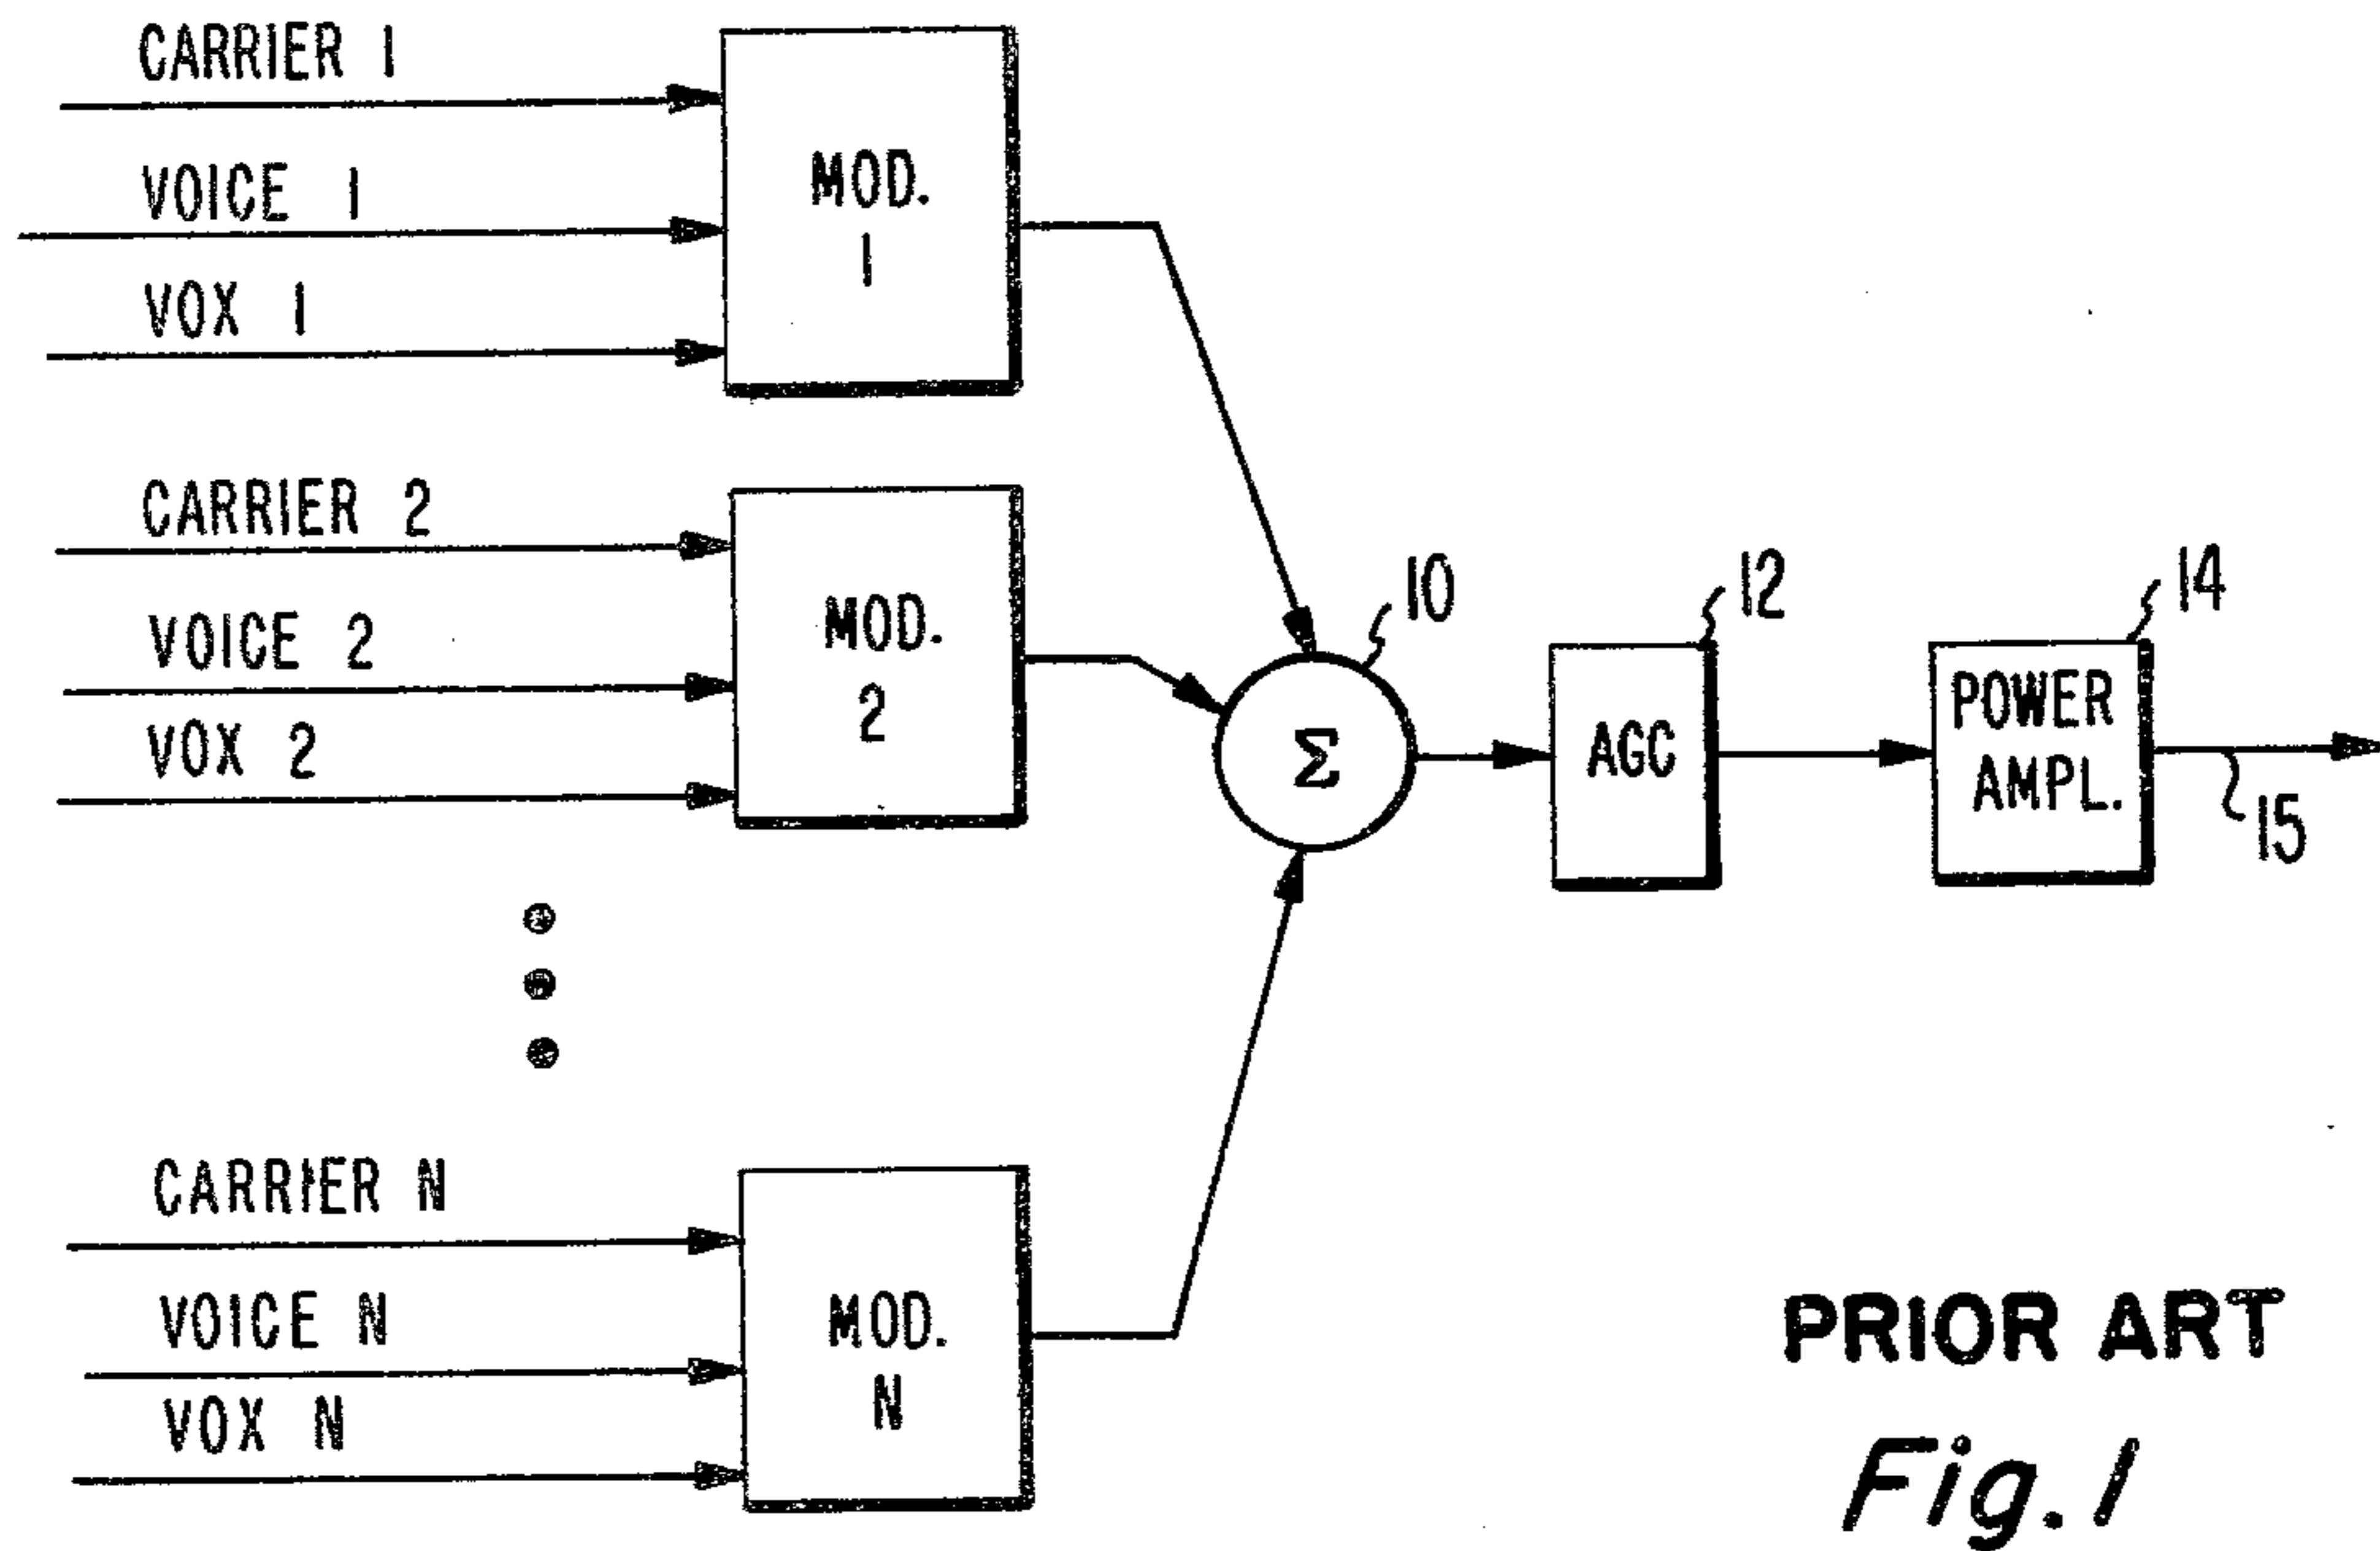 CARRIER 1
VOICE 1
VOX 1
MOD.
1
CARRIER 2
VOICE 2
VOX 2
MOD.
2
10
Σ
12
AGC
14
POWER
AMPL.
15
CARRIER N
VOICE N
VOX N
MOD.
N
PRIOR ART
Fig. 1